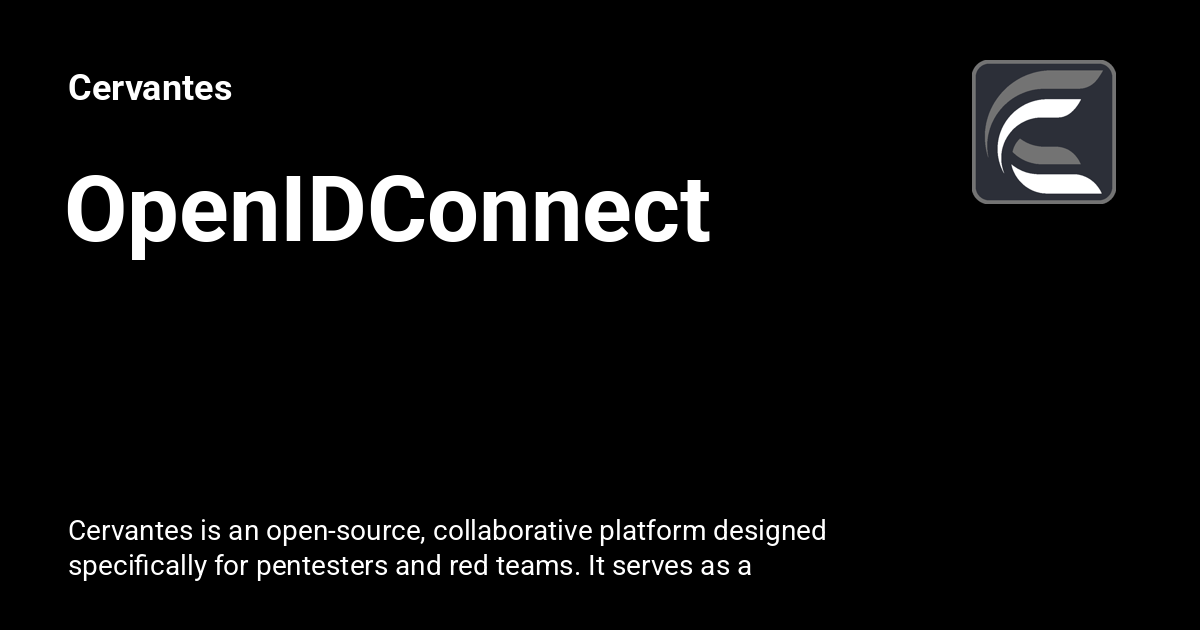 Cervantes
OpenIDConnect
Cervantes is an open-source, collaborative platform designed
specifically for pentesters and red teams. It serves as a